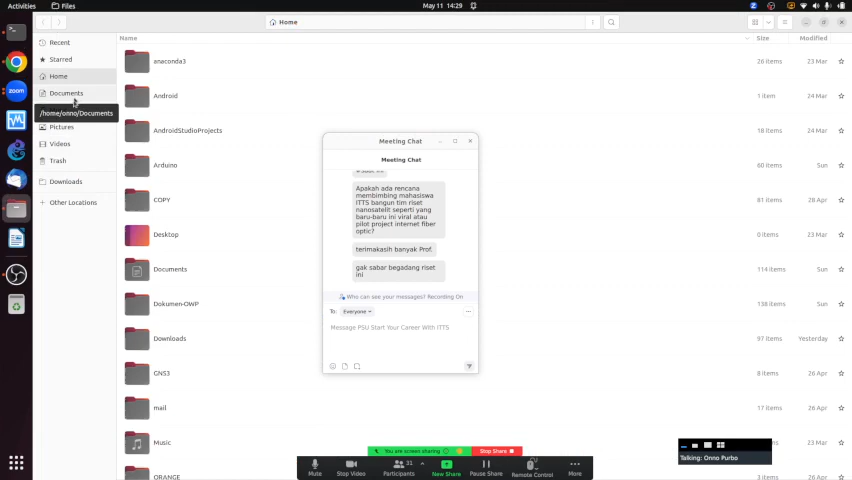 Activities
Files
May 11 14:29
Home
Name
Size
Modified
Recent
Starred
Home
Documents
/home/onno/Documents
Pictures
Videos
Trash
Downloads
Other Locations
anaconda3
26 items
23 Mar
Android
1 item
24 Mar
AndroidStudioProjects
18 items
24 Mar
Arduino
60 items
Sun
COPY
81 items
28 Apr
Desktop
0 items
23 Mar
Documents
114 items
Sun
Dokumen-OWP
138 items
Sun
Downloads
97 items
Yesterday
GNS3
8 items
26 Apr
mail
17 items
26 Apr
Music
23 Mar
ORANGE
3 items
26 Apr
Meeting Chat
Meeting Chat
Apakah ada rencana
membimbing mahasiswa
ITTS bangun tim riset
nanosatelit seperti yang
baru-baru ini viral atau
pilot project internet fiber
optic?
terimakasih banyak Prof.
gak sabar begadang riset
ini
Who can see your messages? Recording On
To: Everyone
Message PSU Start Your Career With ITTS
You are screen sharing
Stop Share
Mute
Stop Video
Participants
31
New Share
Pause Share
Remote Control
More
Talking: Onno Purbo
zoom